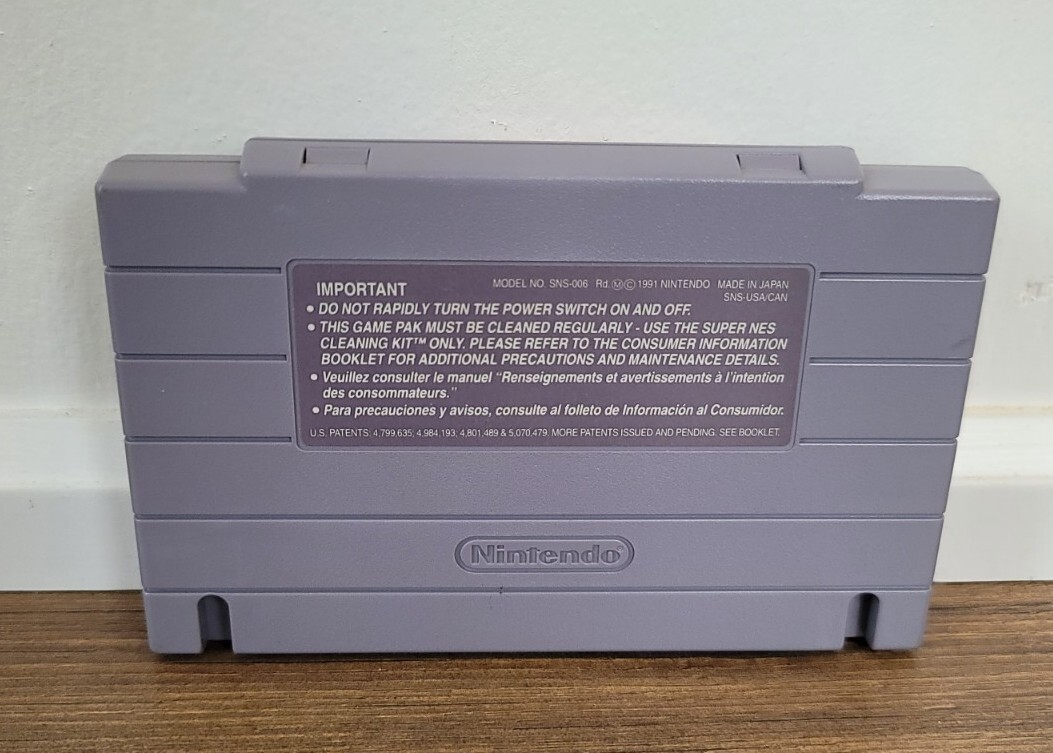 IMPORTANT
MODEL NO. SNS-006 Rd.ⓂⒸ1991 NINTENDO MADE IN JAPAN
SNS-USA/CAN
• DO NOT RAPIDLY TURN THE POWER SWITCH ON AND OFF.
• THIS GAME PAK MUST BE CLEANED REGULARLY - USE THE SUPER NES
CLEANING KIT™ ONLY. PLEASE REFER TO THE CONSUMER INFORMATION
BOOKLET FOR ADDITIONAL PRECAUTIONS AND MAINTENANCE DETAILS.
• Veuillez consulter le manuel “Renseignements et avertissements à l'intention
des consommateurs.”
• Para precauciones y avisos, consulte al folleto de Información al Consumidor.
U.S. PATENTS: 4,799,635; 4,984,193; 4,801,489 & 5,070,479. MORE PATENTS ISSUED AND PENDING. SEE BOOKLET.
Nintendo®